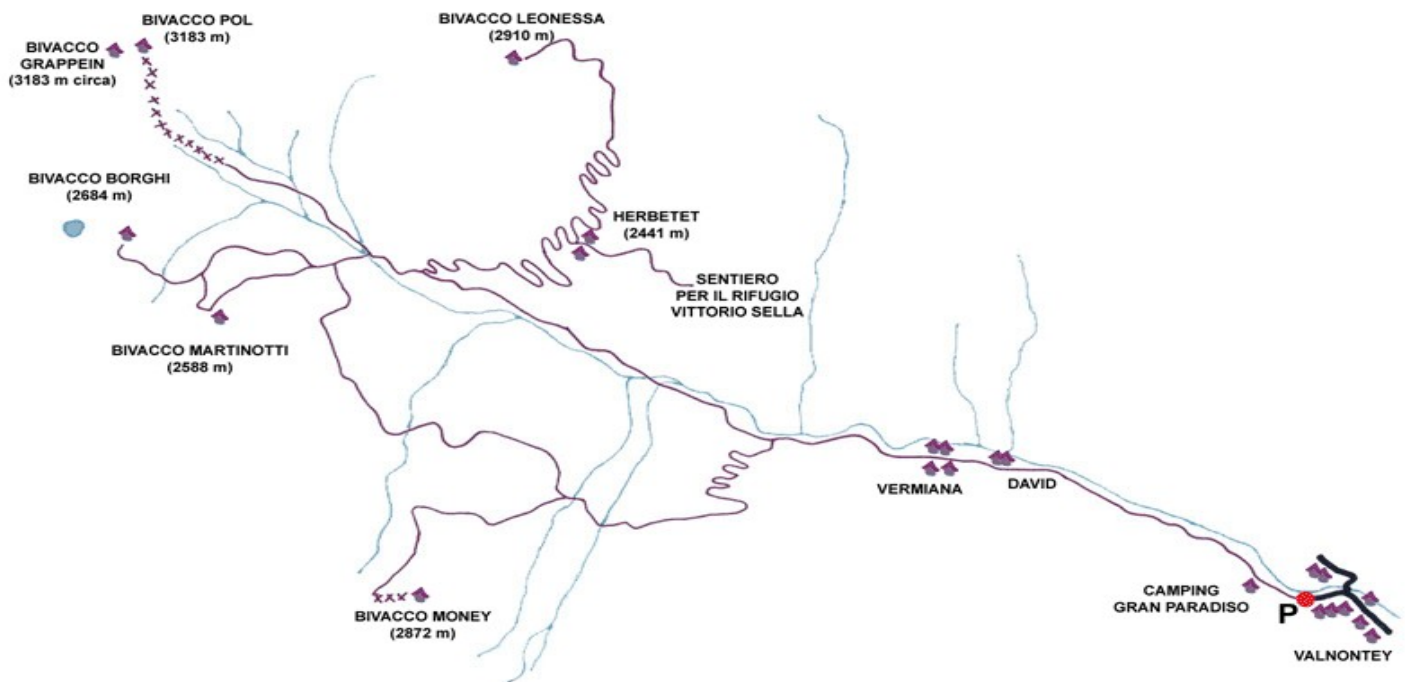 BIVACCO POL
(3183 m)
BIVACCO
GRAPPEIN
(3183 m circa)
BIVACCO LEONESSA
(2910 m)
BIVACCO BORGHI
(2684 m)
HERBETET
(2441 m)
SENTIERO
PER IL RIFUGIO
VITTORIO SELLA
BIVACCO MARTINOTTI
(2588 m)
VERMIANA
DAVID
BIVACCO MONEY
(2872 m)
CAMPING
GRAN PARADISO
P
VALNONTEY